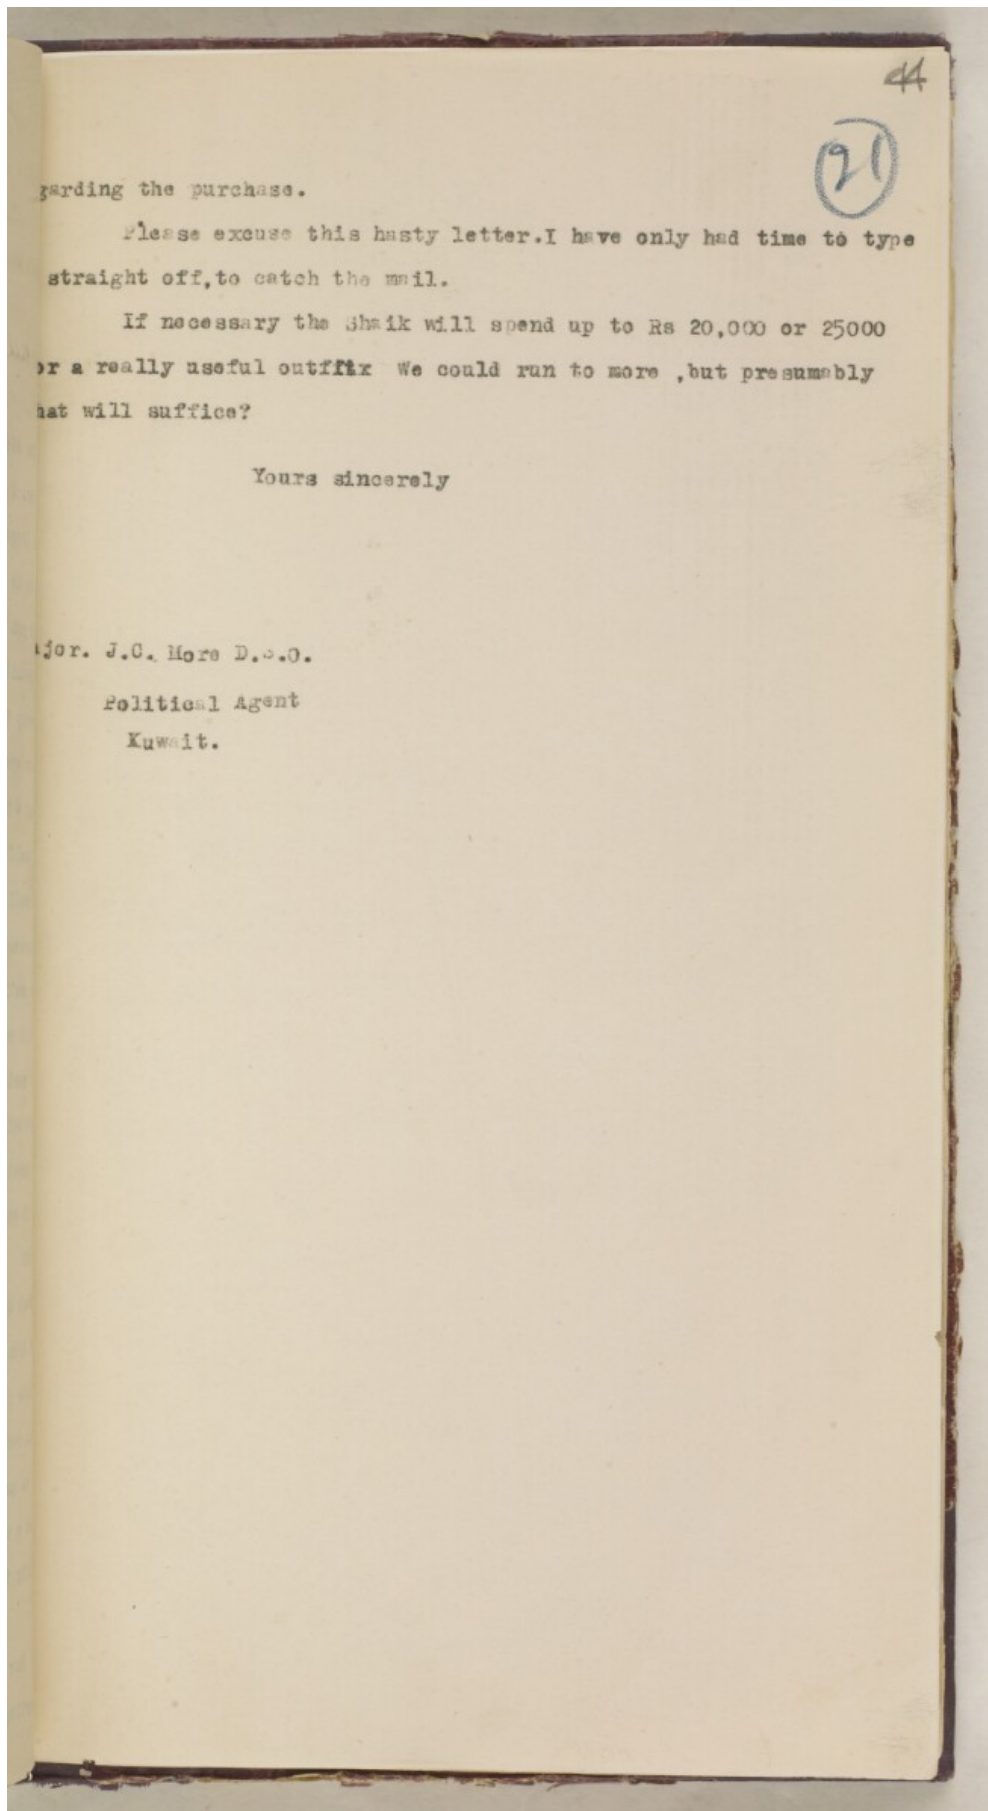 44
21
garding the purchase.
Please excuse this hasty letter.I have only had time to type
straight off,to catch the mail.
If necessary the Shaik will spend up to Rs 20,000 or 25000
or a really useful outfftx We could run to more ,but presumably
hat will suffice?
Yours sincerely
ajor. J.C. More D.S.O.
Political Agent
Kuwait.